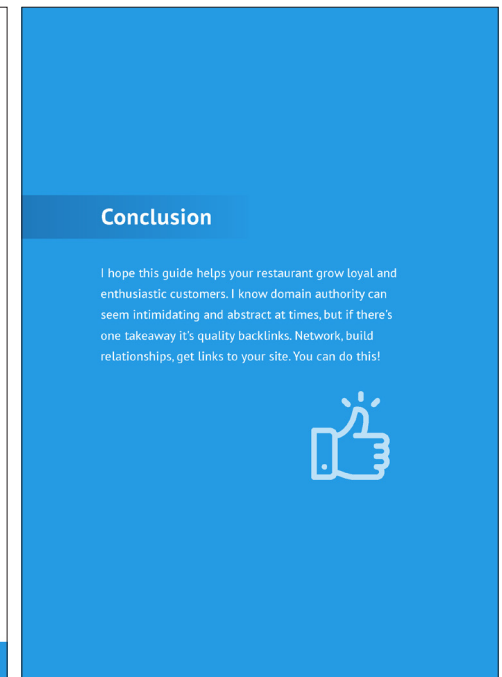 Conclusion
I hope this guide helps your restaurant grow loyal and
enthusiastic customers. I know domain authority can
seem intimidating and abstract at times, but if there's
one takeaway it's quality backlinks. Network, build
relationships, get links to your site. You can do this!